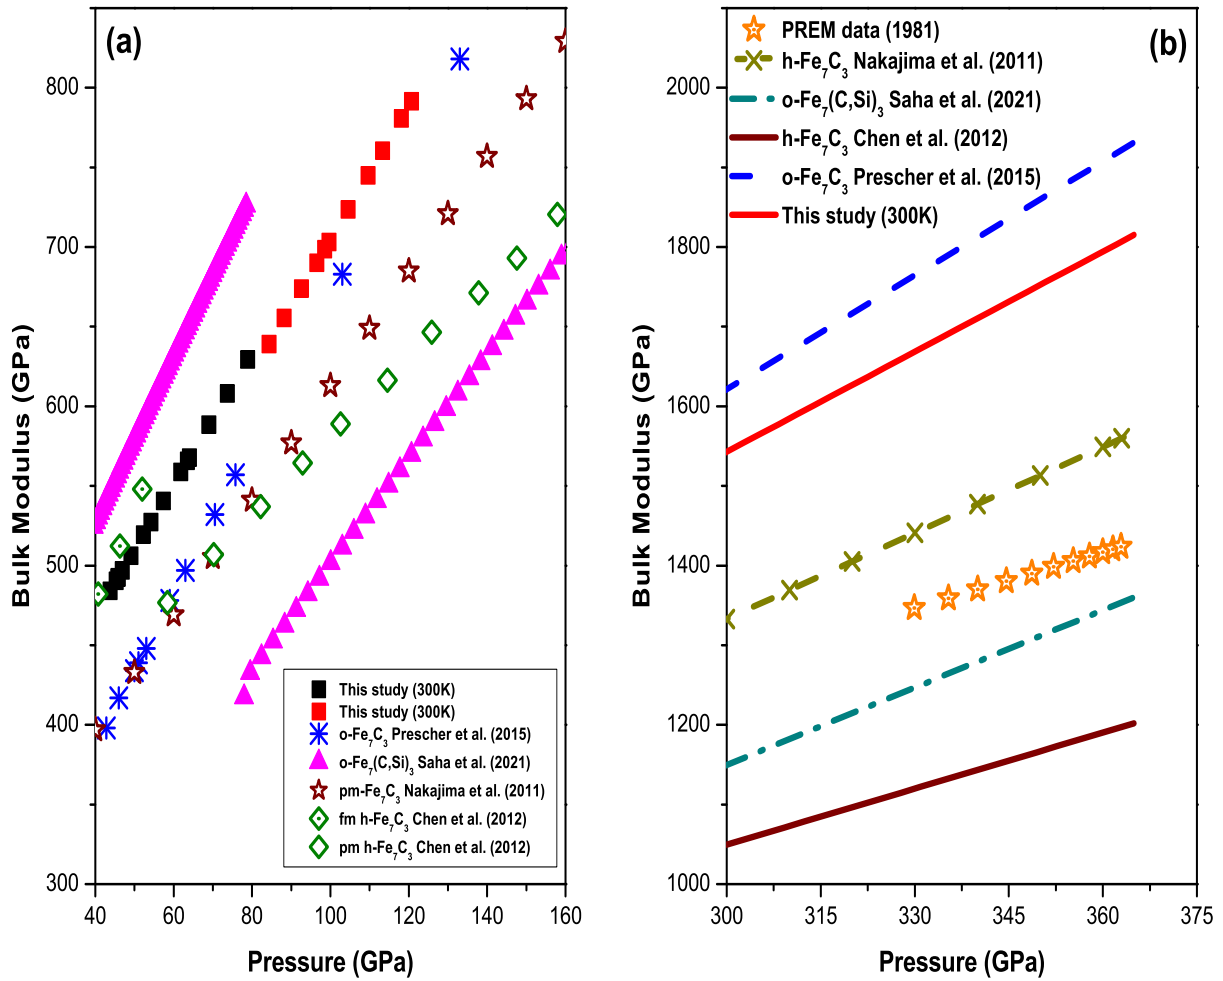 (a)
800
700
600
500
400
300
40
60
80
100
120
140
160
Bulk Modulus (GPa)
Pressure (GPa)
This study (300K)
This study (300K)
o-Fe7C3 Prescher et al. (2015)
o-Fe7(C,Si)3 Saha et al. (2021)
pm-Fe7C3 Nakajima et al. (2011)
fm h-Fe7C3 Chen et al. (2012)
pm h-Fe7C3 Chen et al. (2012)
(b)
PREM data (1981)
h-Fe7C3 Nakajima et al. (2011)
o-Fe7(C,Si)3 Saha et al. (2021)
h-Fe7C3 Chen et al. (2012)
o-Fe7C3 Prescher et al. (2015)
This study (300K)
2000
1800
1600
1400
1200
1000
300
315
330
345
360
375
Bulk Modulus (GPa)
Pressure (GPa)